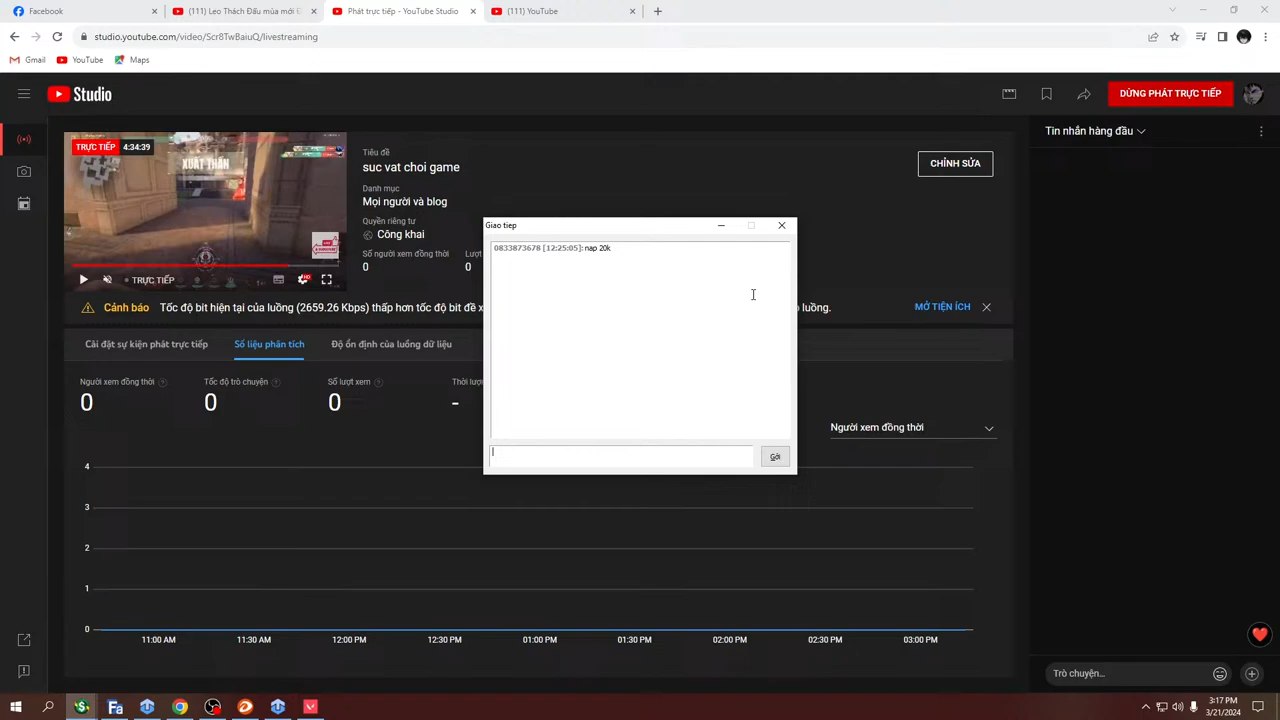 Facebook
(111) Leo Thách Đấu mùa mới
Phát trực tiếp - YouTube Studio
(111) YouTube
studio.youtube.com/video/Scr8TwBaiuQ/livestreaming
Gmail
YouTube
Maps
Studio
DỪNG PHÁT TRỰC TIẾP
TRỰC TIẾP 4:34:39
XUẤT THẦN
TRỰC TIẾP
HD
Tiêu đề
suc vat choi game
Danh mục
Mọi người và blog
Quyền riêng tư
Công khai
Số người xem đồng thời
Lượt
0
0
CHỈNH SỬA
Tin nhắn hàng đầu
Giao tiep
0833873678 [12:25:05]: nap 20k
Gởi
Cảnh báo
Tốc độ bit hiện tại của luồng (2659.26 Kbps) thấp hơn tốc độ bit đề
luồng.
MỞ TIỆN ÍCH
Cài đặt sự kiện phát trực tiếp
Số liệu phân tích
Độ ổn định của luồng dữ liệu
Người xem đồng thời
Tốc độ trò chuyện
Số lượt xem
Thời lượ
0
0
0
-
Người xem đồng thời
4
3
2
1
0
11:00 AM
11:30 AM
12:00 PM
12:30 PM
01:00 PM
01:30 PM
02:00 PM
02:30 PM
03:00 PM
Trò chuyện...
3:17 PM
3/21/2024